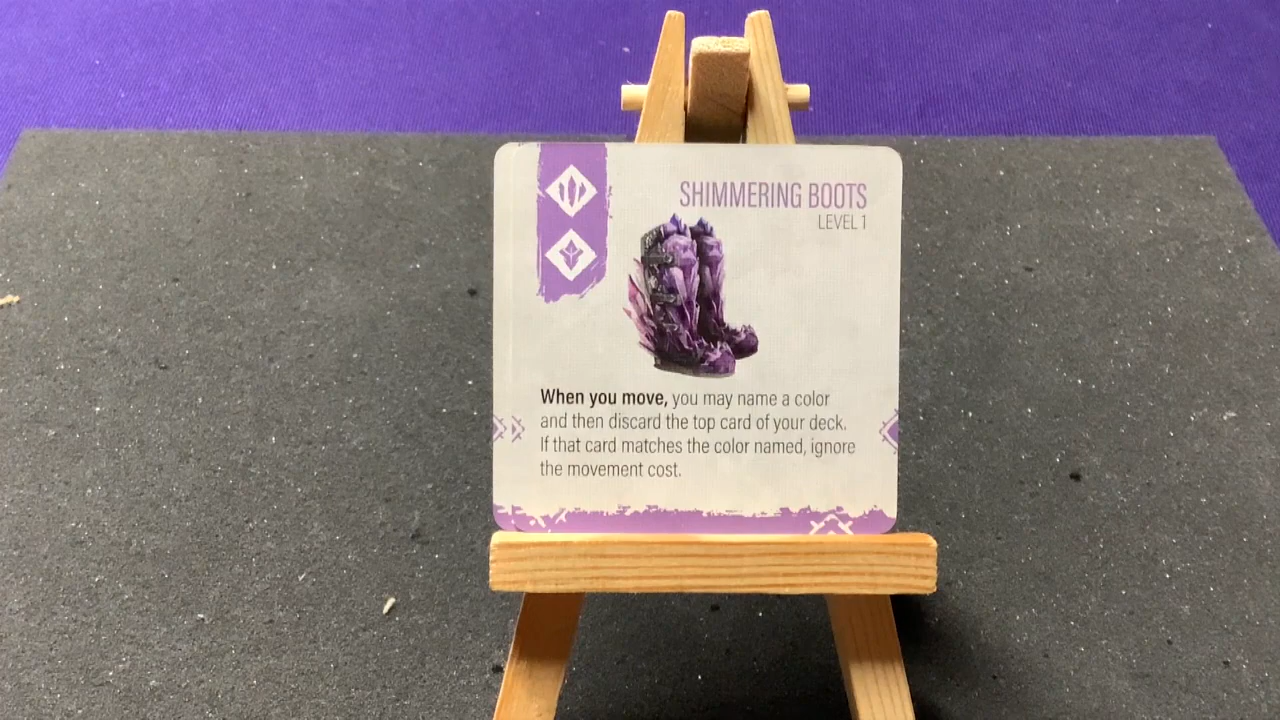 SHIMMERING BOOTS
LEVEL 1
When you move, you may name a color
and then discard the top card of your deck.
If that card matches the color named, ignore
the movement cost.